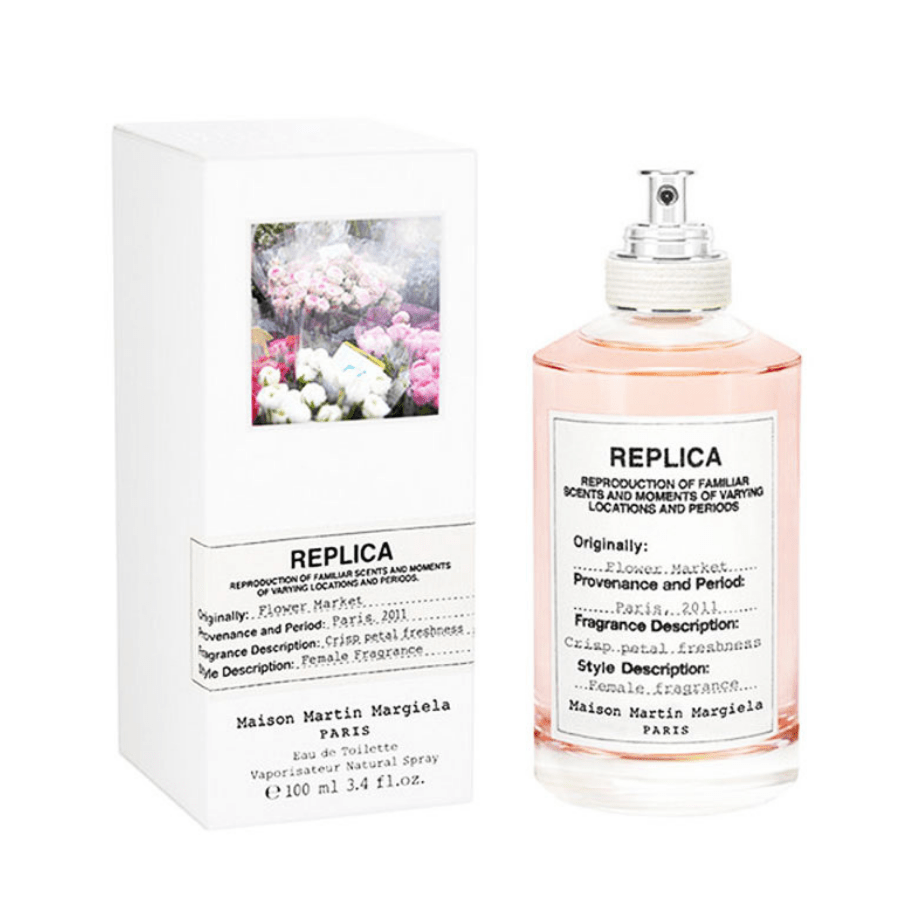 REPLICA
REPRODUCTION OF FAMILIAR SCENTS AND MOMENTS
OF VARYING LOCATIONS AND PERIODS.
Originally: Flower Market
Provenance and Period: Paris, 2011
Fragrance Description: Crisp petal freshness
Style Description: Female Fragrance
Maison Martin Margiela
PARIS
Eau de Toilette
Vaporisateur Natural Spray
℮ 100 ml 3.4 fl.oz.
REPLICA
REPRODUCTION OF FAMILIAR
SCENTS AND MOMENTS OF VARYING
LOCATIONS AND PERIODS
Originally:
Flower Market
Provenance and Period:
Paris, 2011
Fragrance Description:
Crisp petal freshness
Style Description:
Female fragrance
Maison Martin Margiela
PARIS